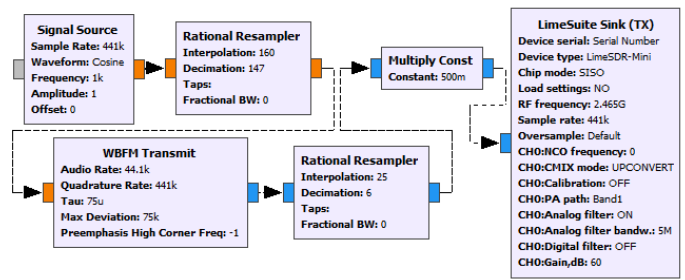 Signal Source
Sample Rate: 441k
Waveform: Cosine
Frequency: 1k
Amplitude: 1
Offset: 0
Rational Resampler
Interpolation: 160
Decimation: 147
Taps:
Fractional BW: 0
Multiply Const
Constant: 500m
LimeSuite Sink (TX)
Device serial: Serial Number
Device type: LimeSDR-Mini
Chip mode: SISO
Load settings: NO
RF frequency: 2.465G
Sample rate: 441k
Oversample: Default
CH0:NCO frequency: 0
CH0:CMIX mode: UPCONVERT
CH0:Calibration: OFF
CH0:PA path: Band1
CH0:Analog filter: ON
CH0:Analog filter bandw.: 5M
CH0:Digital filter: OFF
CH0:Gain,dB: 60
WBFM Transmit
Audio Rate: 44.1k
Quadrature Rate: 441k
Tau: 75u
Max Deviation: 75k
Preemphasis High Corner Freq: -1
Rational Resampler
Interpolation: 25
Decimation: 6
Taps:
Fractional BW: 0